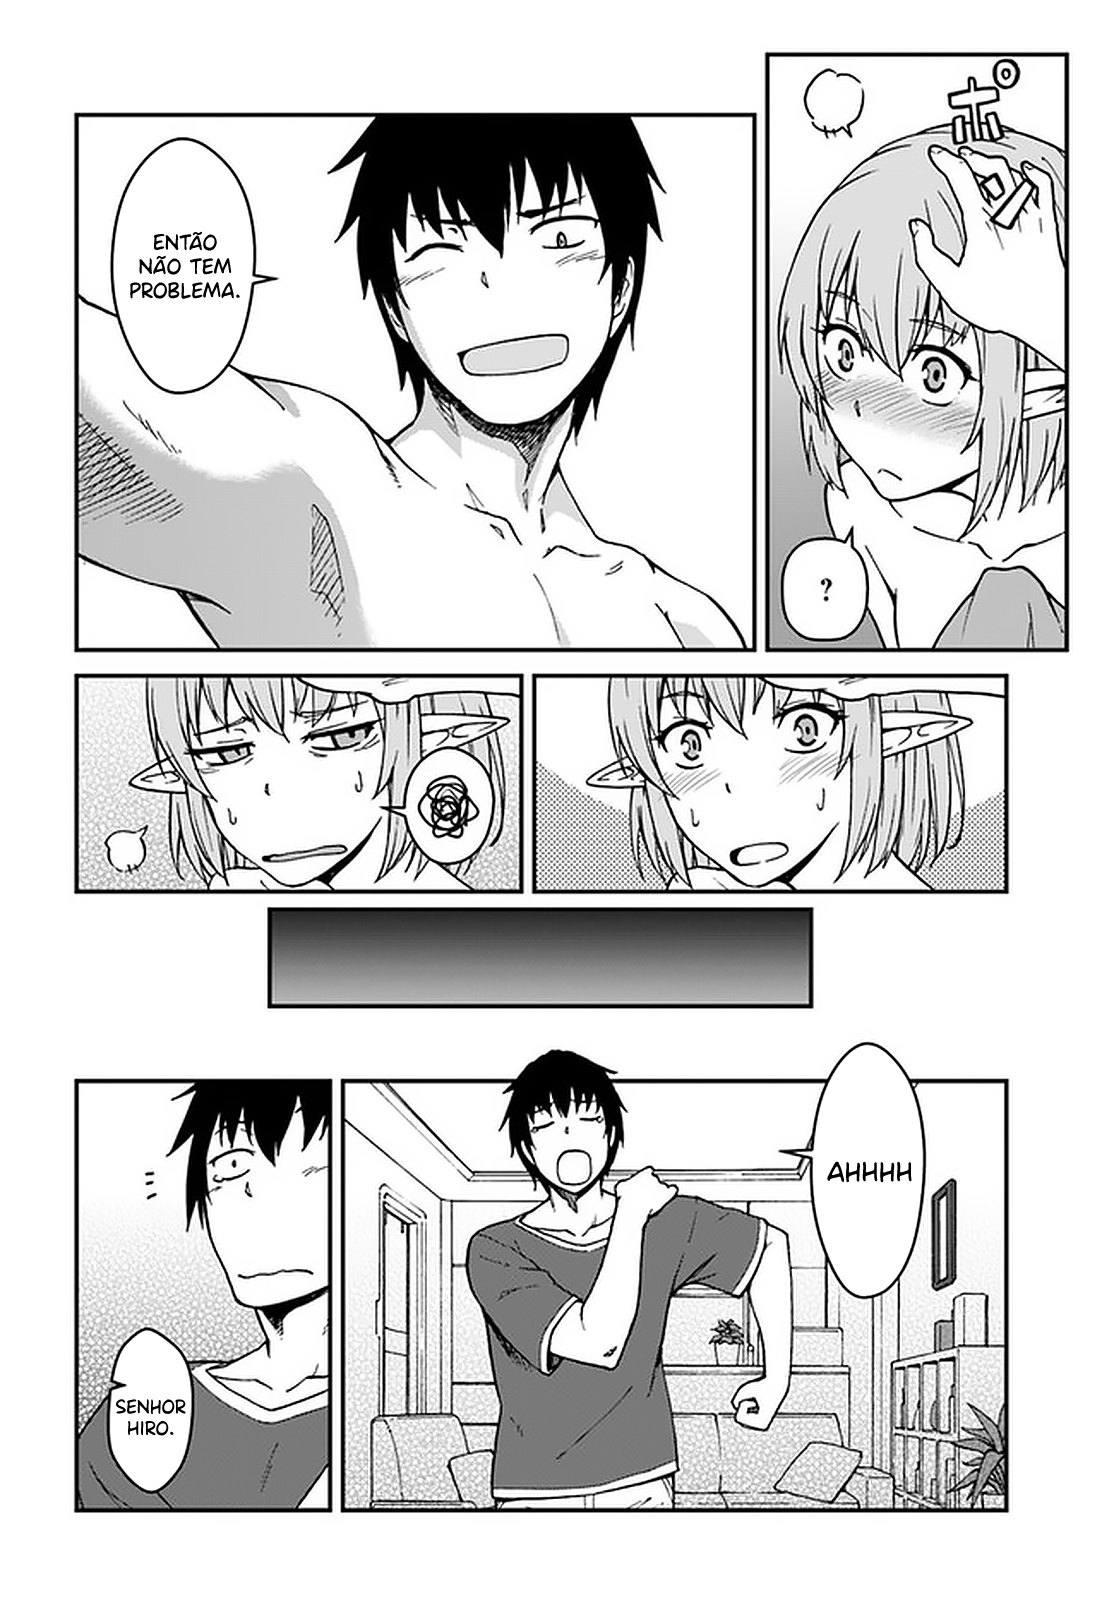 ポン
?
ENTÃO
NÃO TEM
PROBLEMA.
AHHHH
SENHOR
HIRO.